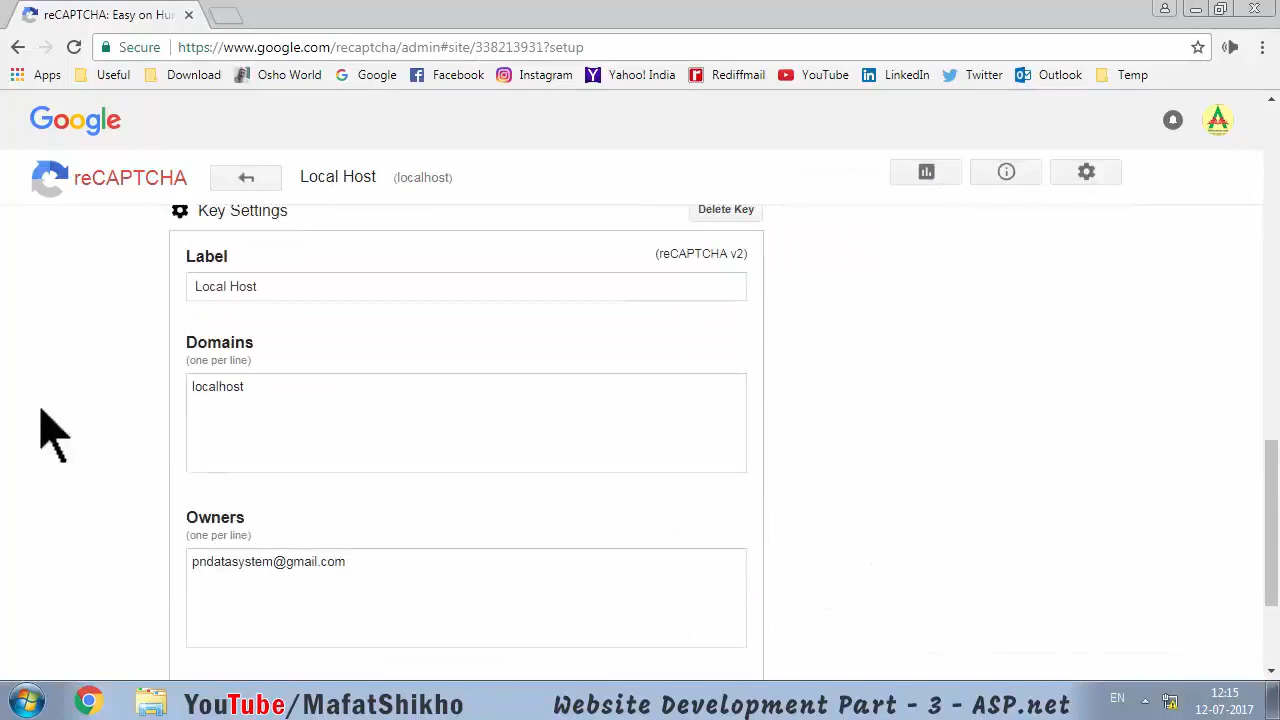 reCAPTCHA: Easy on Hu
Secure
https://www.google.com/recaptcha/admin#site/338213931?setup
Apps Useful Download Osho World Google Facebook Instagram Yahoo! India Rediffmail YouTube LinkedIn Twitter Outlook Temp
Google
reCAPTCHA
Local Host (localhost)
Key Settings
Delete Key
Label
(reCAPTCHA v2)
Local Host
Domains
(one per line)
localhost
Owners
(one per line)
pndatasystem@gmail.com
YouTube/MafatShikho
Website Development Part - 3 - ASP.net
EN
12:15
12-07-2017